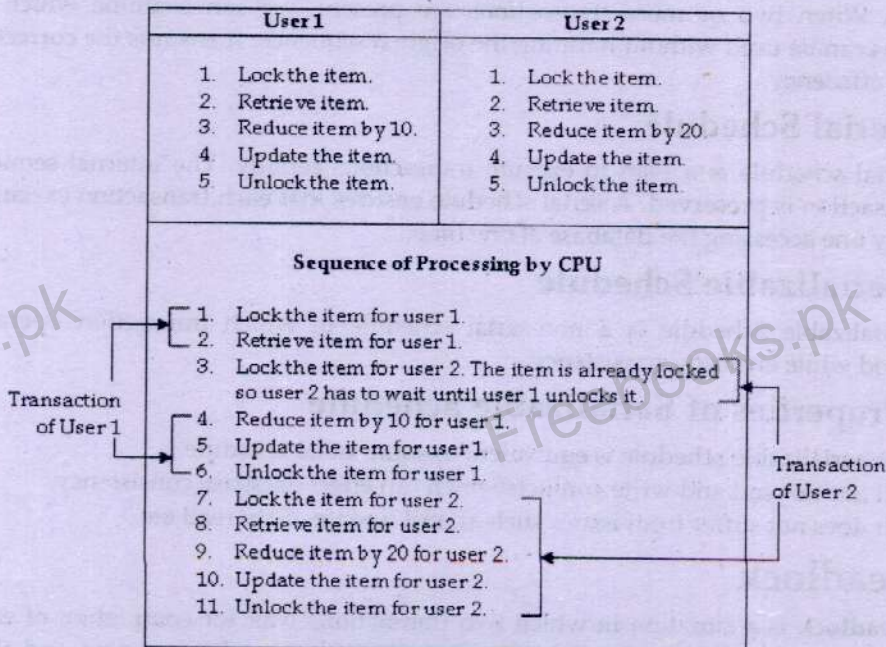 User 1
1. Lock the item.
2. Retrieve item.
3. Reduce item by 10.
4. Update the item.
5. Unlock the item.
User 2
1. Lock the item.
2. Retrieve item.
3. Reduce item by 20
4. Update the item.
5. Unlock the item.
Sequence of Processing by CPU
1. Lock the item for user 1.
2. Retrieve item for user 1.
3. Lock the item for user 2. The item is already locked
so user 2 has to wait until user 1 unlocks it.
4. Reduce item by 10 for user 1.
5. Update the item for user 1
6. Unlock the item for user 1
7. Lock the item for user 2.
8. Retrieve item for user 2.
9. Reduce item by 20 for user 2.
10. Update the item for user 2.
11. Unlock the item for user 2.
Transaction
of User 1
Transaction
of User 2
.pk
Freebooks.pk